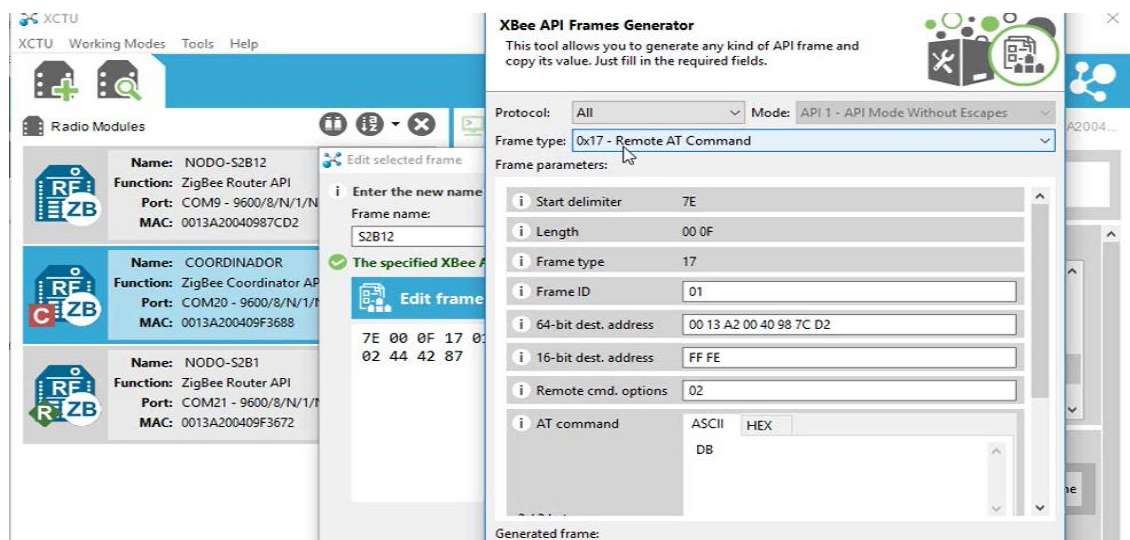 XCTU
XCTU Working Modes Tools Help
Radio Modules
Name: NODO-S2B12
Function: ZigBee Router API
Port: COM9 - 9600/8/N/1/N
MAC: 0013A20040987CD2
Name: COORDINADOR
Function: ZigBee Coordinator AP
Port: COM20 - 9600/8/N/1/
MAC: 0013A200409F3688
Name: NODO-S2B1
Function: ZigBee Router API
Port: COM21 - 9600/8/N/1/
MAC: 0013A200409F3672
RF ZB
C RF ZB
R RF ZB
Edit selected frame
Enter the new name
Frame name:
S2B12
The specified XBee
Edit frame
7E 00 0F 17 0
02 44 42 87
XBee API Frames Generator
This tool allows you to generate any kind of API frame and
copy its value. Just fill in the required fields.
Protocol: All Mode: API 1 - API Mode Without Escapes
Frame type: 0x17 - Remote AT Command
Frame parameters:
i Start delimiter 7E
i Length 00 0F
i Frame type 17
i Frame ID 01
i 64-bit dest. address 00 13 A2 00 40 98 7C D2
i 16-bit dest. address FF FE
i Remote cmd. options 02
i AT command ASCII HEX
DB
Generated frame:
A2004...